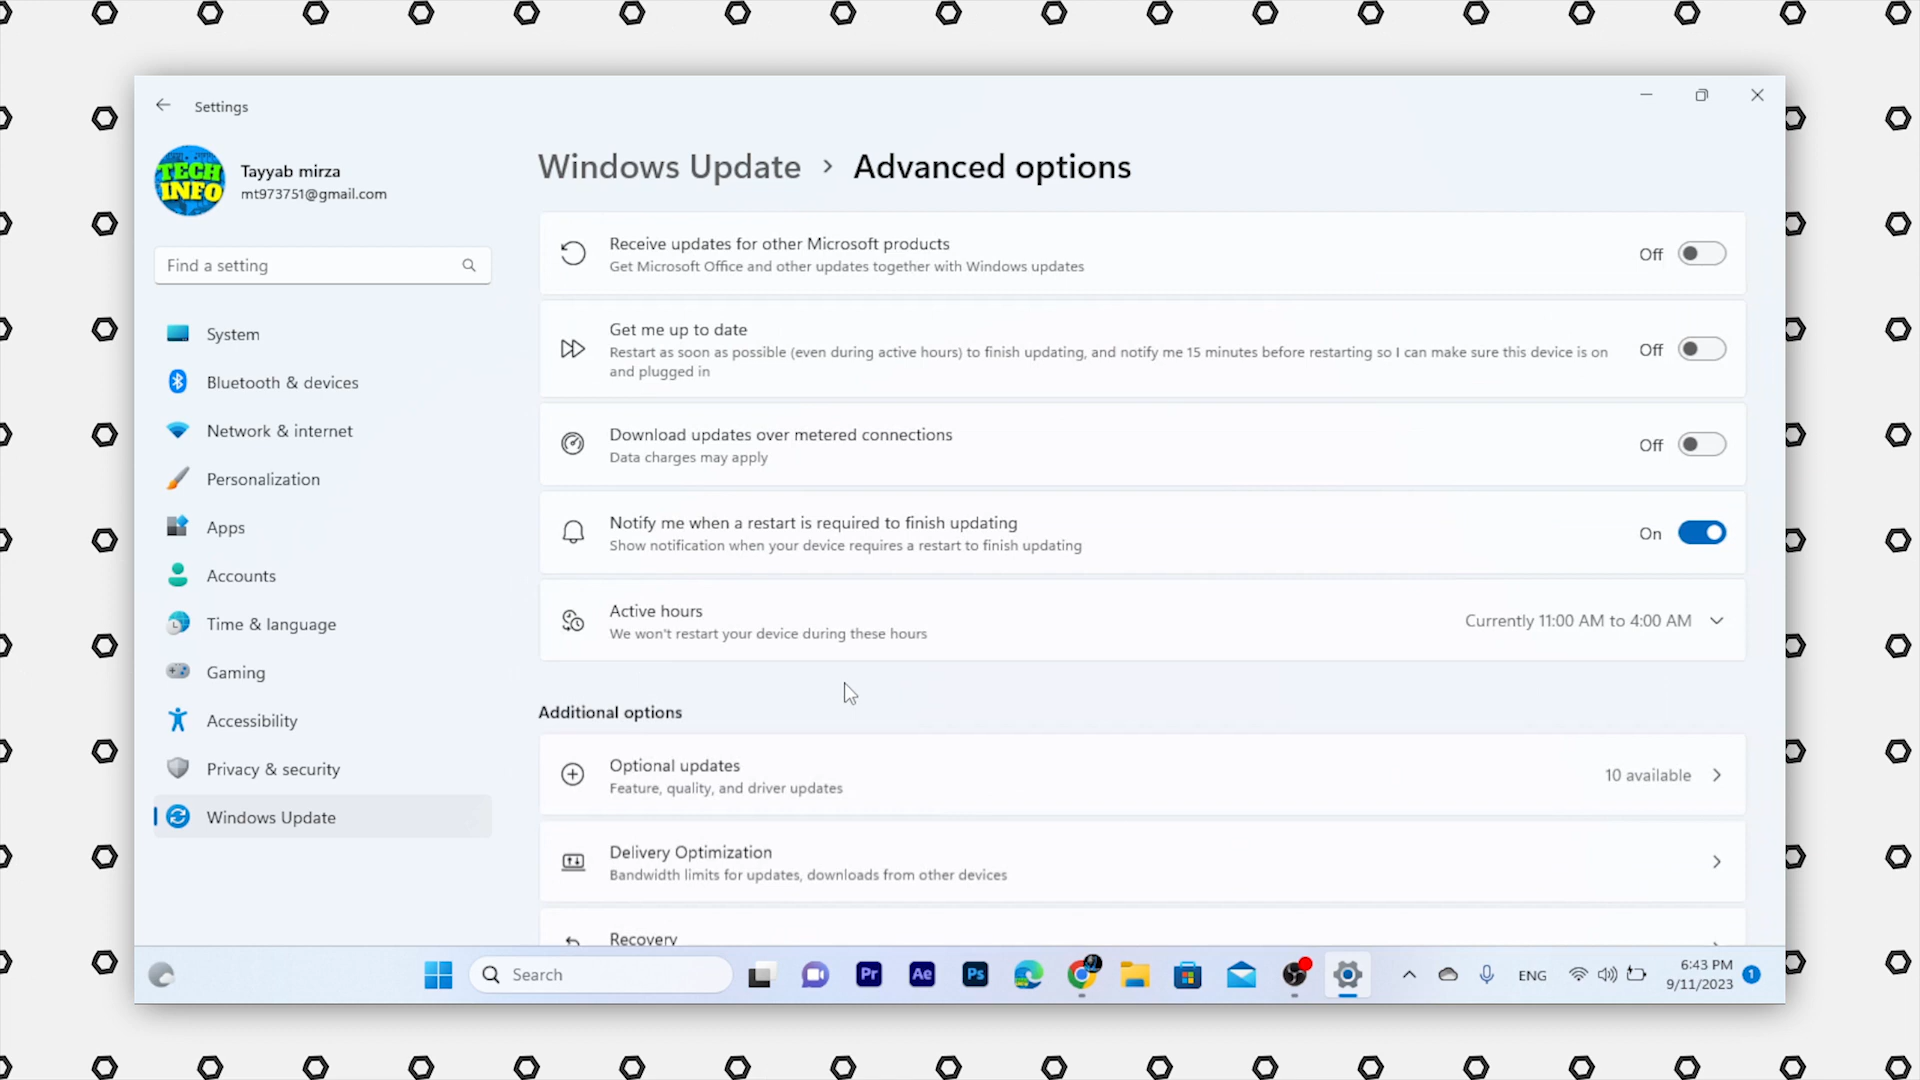 Settings
TECH
INFO
Tayyab mirza
mt973751@gmail.com
Find a setting
System
Bluetooth & devices
Network & internet
Personalization
Apps
Accounts
Time & language
Gaming
Accessibility
Privacy & security
Windows Update
Windows Update > Advanced options
Receive updates for other Microsoft products
Get Microsoft Office and other updates together with Windows updates
Off
Get me up to date
Restart as soon as possible (even during active hours) to finish updating, and notify me 15 minutes before restarting so I can make sure this device is on
and plugged in
Off
Download updates over metered connections
Data charges may apply
Off
Notify me when a restart is required to finish updating
Show notification when your device requires a restart to finish updating
On
Active hours
We won't restart your device during these hours
Currently 11:00 AM to 4:00 AM
Additional options
Optional updates
Feature, quality, and driver updates
10 available
Delivery Optimization
Bandwidth limits for updates, downloads from other devices
Recovery
Search
Pr
Ae
Ps
ENG
6:43 PM
9/11/2023
1